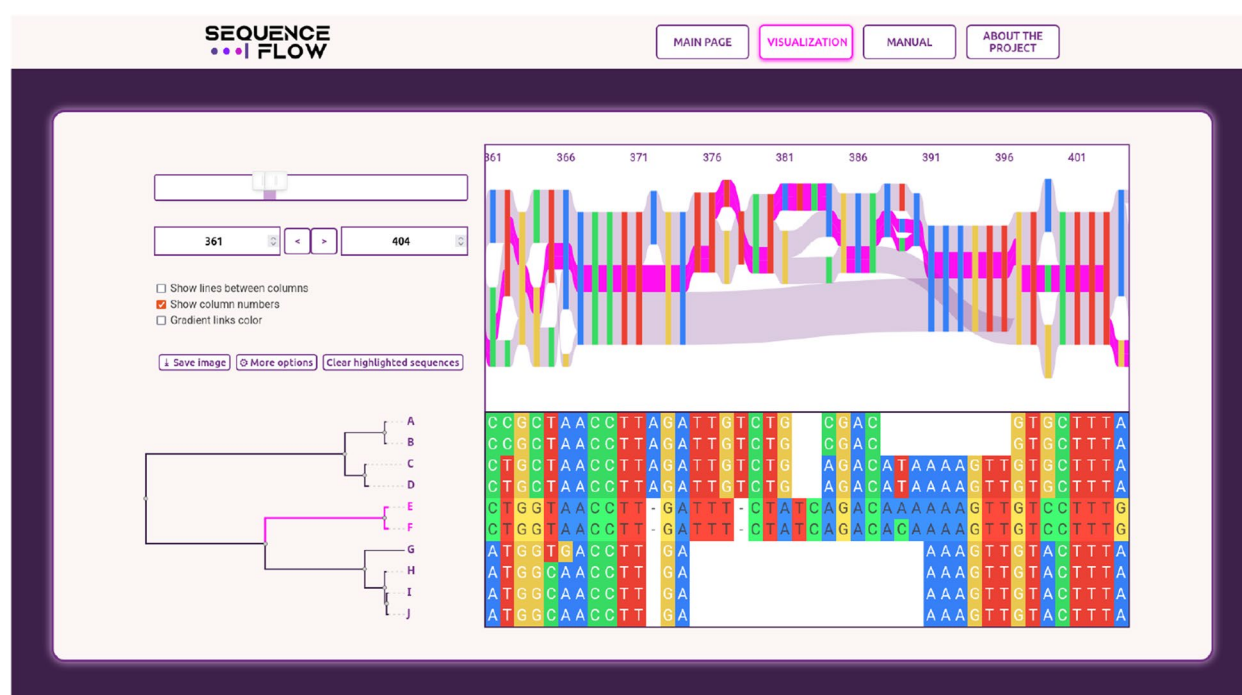 SEQUENCE
FLOW
MAIN PAGE
VISUALIZATION
MANUAL
ABOUT THE
PROJECT
361 366 371 376 381 386 391 396 401
361 < > 404
Show lines between columns
Show column numbers
Gradient links color
Save image More options Clear highlighted sequences
A CCGCTAACCTTAGATTGTCTG CGAC GTGCTTTA
B CCGCTAACCTTAGATTGTCTG CGAC GTGCTTTA
C CTGCTAACCTTAGATTGTCTG AGACATAAAAGTTGTGCTTTA
D CTGCTAACCTTAGATTGTCTG AGACATAAAAGTTGTGCTTTA
E CTGGTAACCTT-GATTT-CTATCAGACAAAAAAGTTGTCCTTTG
F CTGGTAACCTT-GATTT-CTATCAGACACAAAAGTTGTCCTTTG
G ATGGTGACCTT GA AAAGTTGTACTTTA
H ATGGCAACCTT GA AAAGTTGTACTTTA
I ATGGCAACCTT GA AAAGTTGTACTTTA
J ATGGCAACCTT GA AAAGTTGTACTTTA